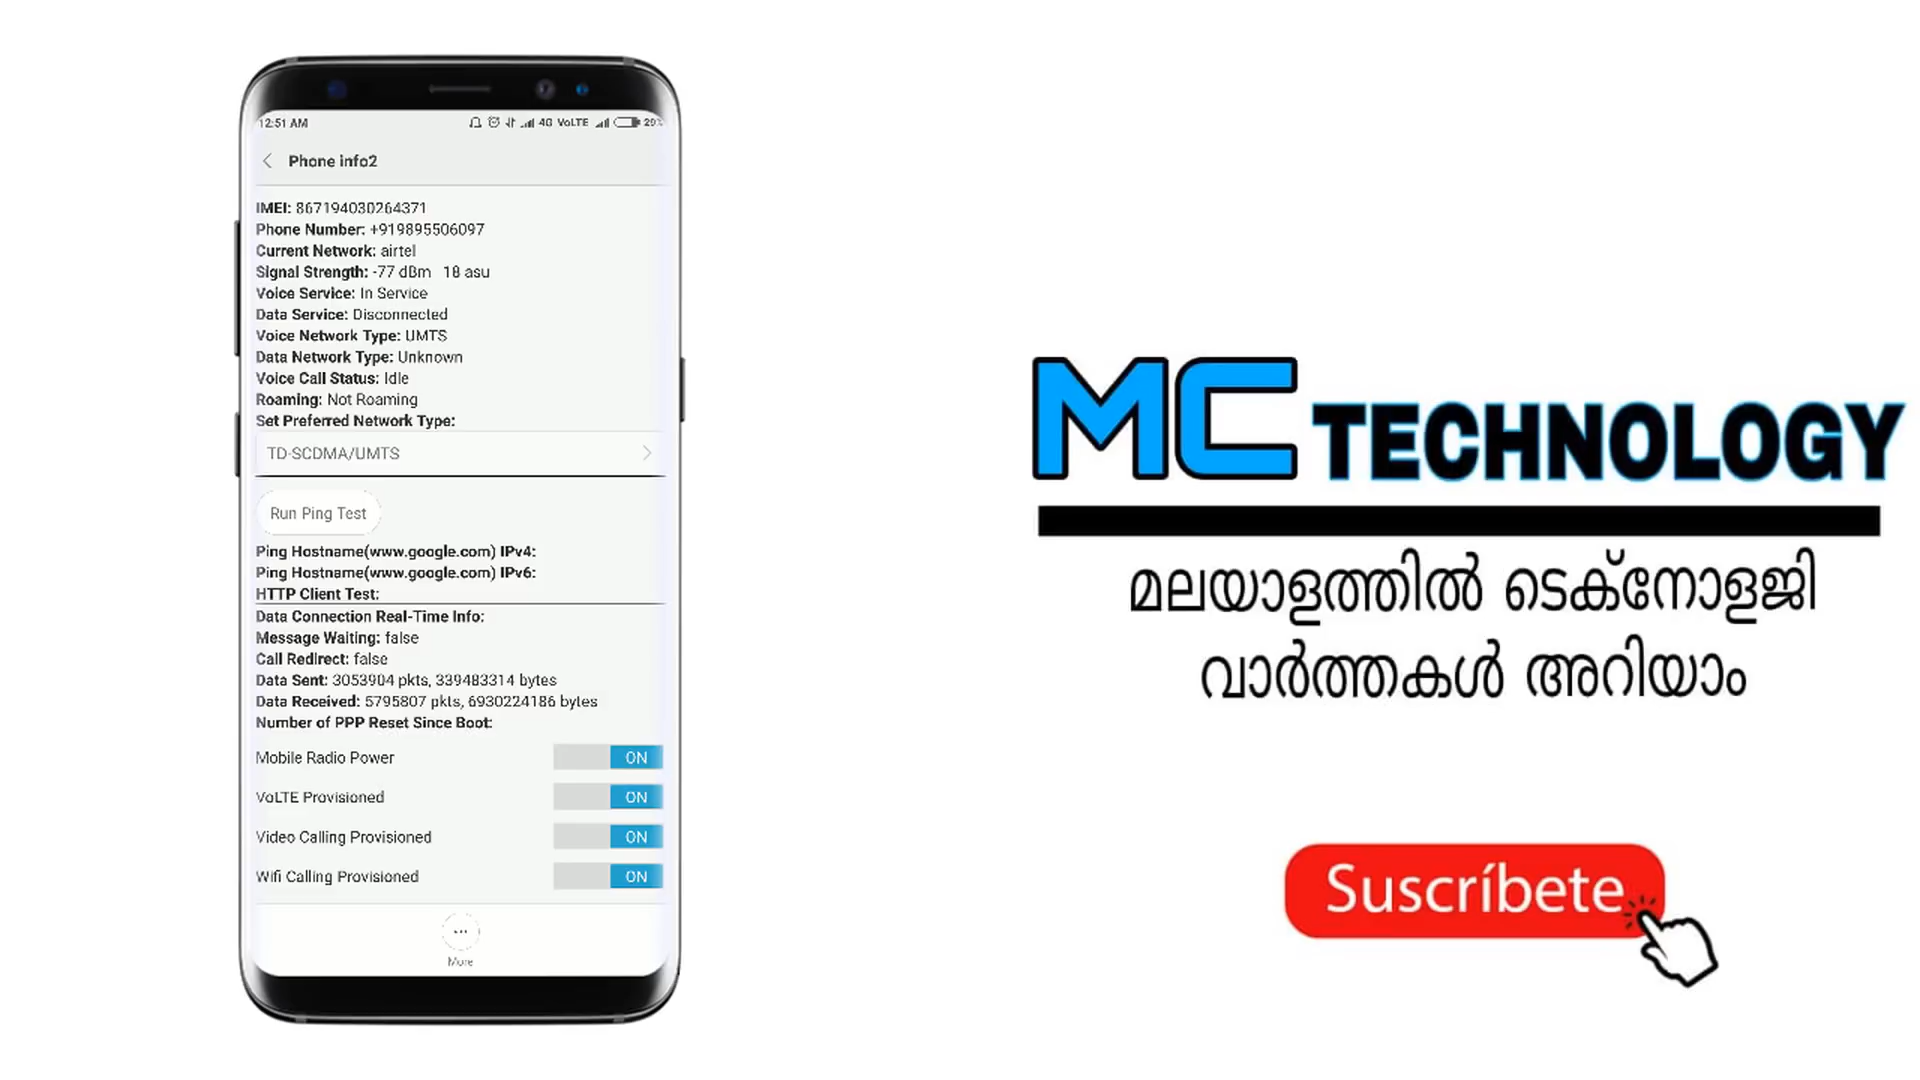 12:51 AM 4G VoLTE 29%
Phone info2
IMEI: 867194030264371
Phone Number: +919895506097
Current Network: airtel
Signal Strength: -77 dBm 18 asu
Voice Service: In Service
Data Service: Disconnected
Voice Network Type: UMTS
Data Network Type: Unknown
Voice Call Status: Idle
Roaming: Not Roaming
Set Preferred Network Type:
TD-SCDMA/UMTS
Run Ping Test
Ping Hostname(www.google.com) IPv4:
Ping Hostname(www.google.com) IPv6:
HTTP Client Test:
Data Connection Real-Time Info:
Message Waiting: false
Call Redirect: false
Data Sent: 3053904 pkts, 339483314 bytes
Data Received: 5795807 pkts, 6930224186 bytes
Number of PPP Reset Since Boot:
Mobile Radio Power ON
VoLTE Provisioned ON
Video Calling Provisioned ON
Wifi Calling Provisioned ON
More
MC TECHNOLOGY
മലയാളത്തിൽ ടെക്നോളജി
വാർത്തകൾ അറിയാം
Suscríbete